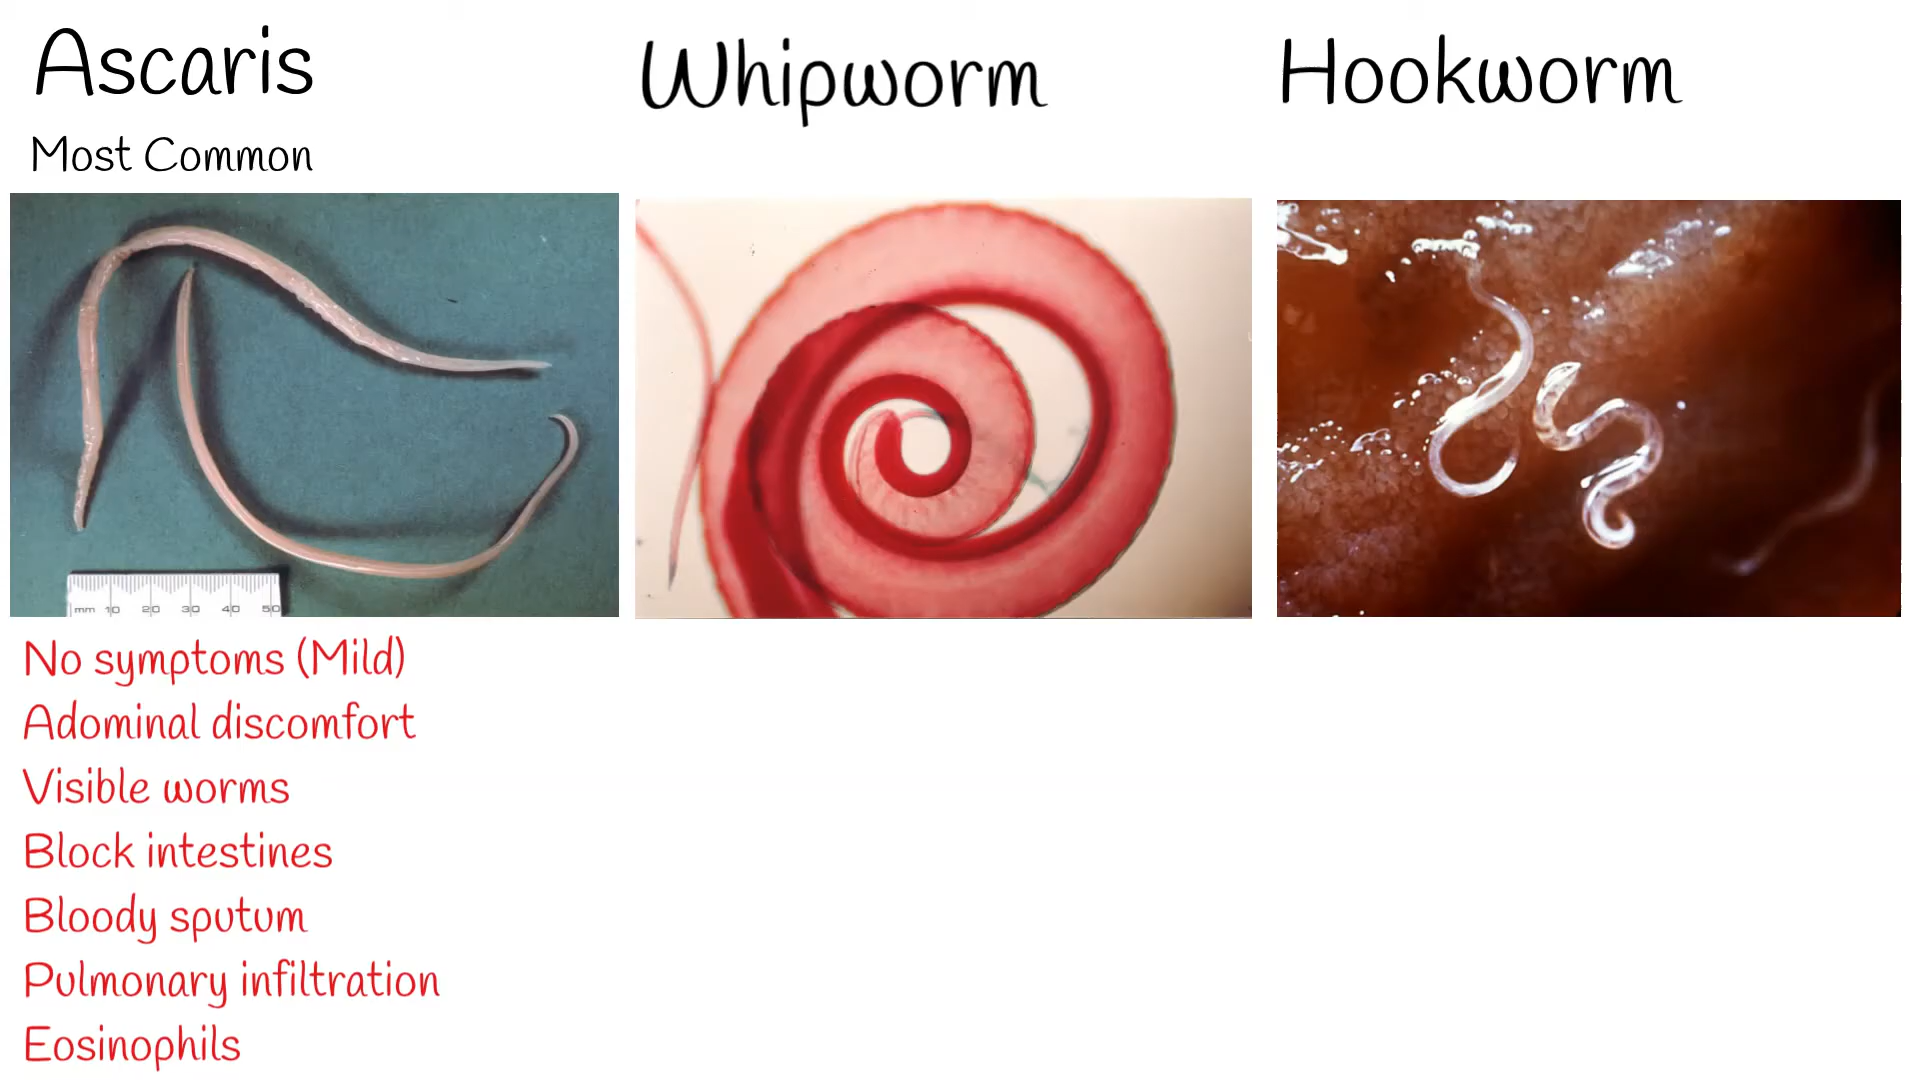 Ascaris
Whipworm
Hookworm
Most Common
mm 10 20 30 40 50
No symptoms (Mild)
Adominal discomfort
Visible worms
Block intestines
Bloody sputum
Pulmonary infiltration
Eosinophils